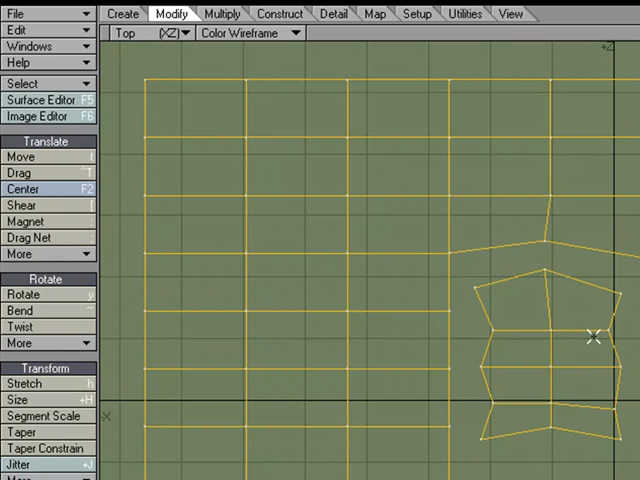 File Create Modify Multiply Construct Detail Map Setup Utilities View
Edit Top (XZ) Color Wireframe
Windows
Help
Select
Surface Editor F5
Image Editor F6
Translate
Move t
Drag ^T
Center F2
Shear [
Magnet
Drag Net
More
Rotate
Rotate y
Bend ~
Twist
More
Transform
Stretch h
Size +H
Segment Scale
Taper
Taper Constrain
Jitter +J
+Z
-X